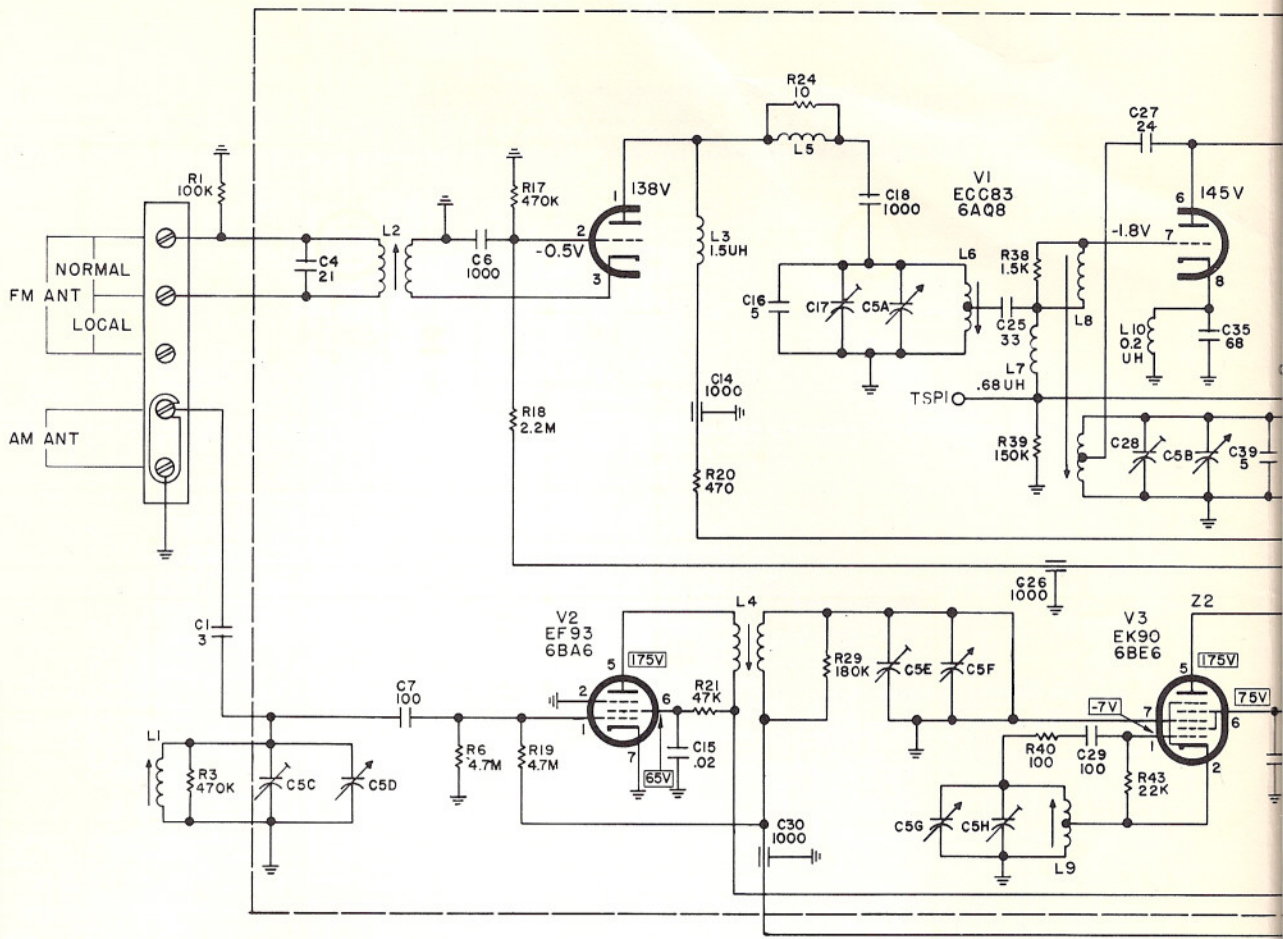 R24
10
L5
C27
24
R1
100K
R17
470K
1
138V
C18
1000
V1
ECC83
6AQ8
6
145V
L2
2
-0.5V
L3
1.5UH
-1.8V
7
NORMAL
FM ANT
LOCAL
C4
21
C6
1000
3
L6
R38
1.5K
8
C16
5
C17
C5A
C25
33
L8
L10
0.2
UH
C35
68
L7
.68UH
C14
1000
TSP1
AM ANT
R18
2.2M
R39
150K
C28
C5B
C39
5
R20
470
C26
1000
C1
3
V2
EF93
6BA6
L4
V3
EK90
6BE6
Z2
5
175V
R29
180K
C5E
C5F
5
175V
C7
100
2
6
R21
47K
-7V
7
75V
6
1
1
L1
R3
470K
C5C
C5D
R6
4.7M
R19
4.7M
7
65V
C15
.02
R40
100
C29
100
R43
22K
2
C30
1000
C5G
C5H
L9